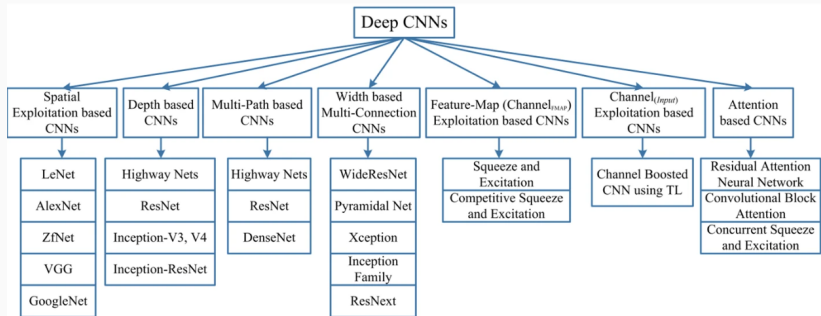 Deep CNNs
Spatial
Exploitation based
CNNs
Depth based
CNNs
Multi-Path based
CNNs
Width based
Multi-Connection
CNNs
Feature-Map (Channelfmap)
Exploitation based CNNs
Channel(Input)
Exploitation based
CNNs
Attention
based CNNs
LeNet
AlexNet
ZfNet
VGG
GoogleNet
Highway Nets
ResNet
Inception-V3, V4
Inception-ResNet
Highway Nets
ResNet
DenseNet
WideResNet
Pyramidal Net
Xception
Inception
Family
ResNext
Squeeze and
Excitation
Competitive Squeeze
and Excitation
Channel Boosted
CNN using TL
Residual Attention
Neural Network
Convolutional Block
Attention
Concurrent Squeeze
and Excitation